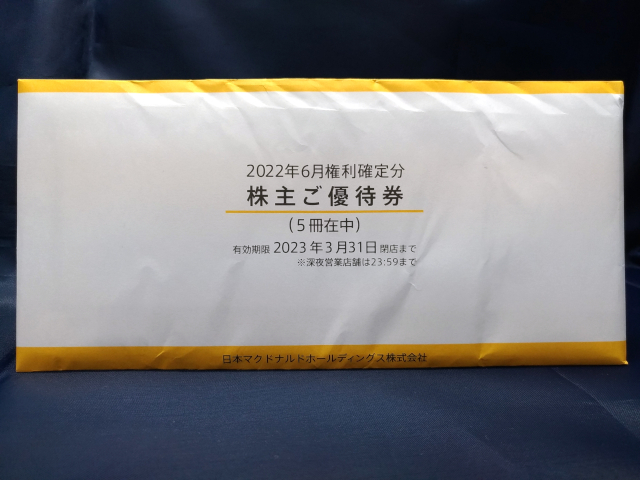 2022年6月権利確定分
株主ご優待券
(5冊在中)
有効期限 2023年3月31日 閉店まで
※深夜営業店舗は23:59まで
日本マクドナルドホールディングス株式会社